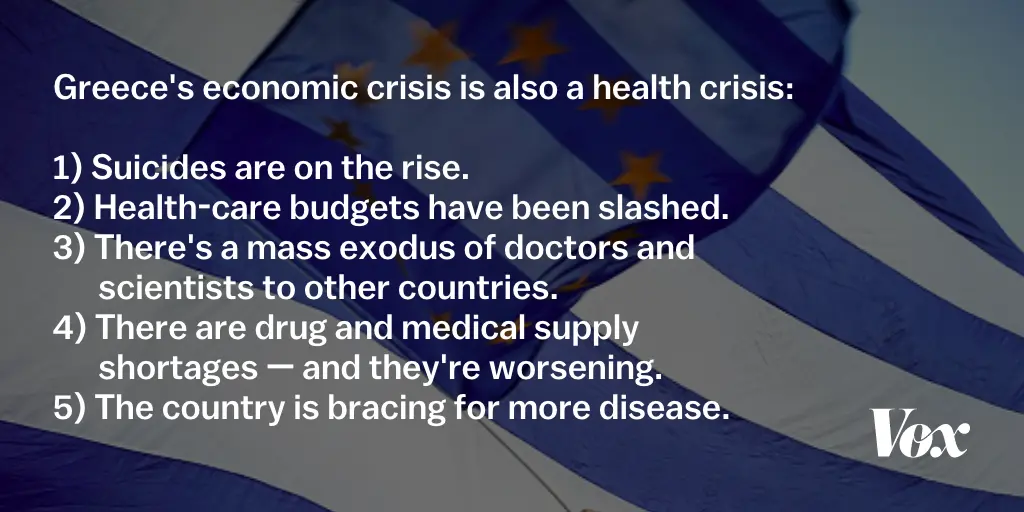 Greece's economic crisis is also a health crisis:
1) Suicides are on the rise.
2) Health-care budgets have been slashed.
3) There's a mass exodus of doctors and
scientists to other countries.
4) There are drug and medical supply
shortages — and they're worsening.
5) The country is bracing for more disease.
Vox